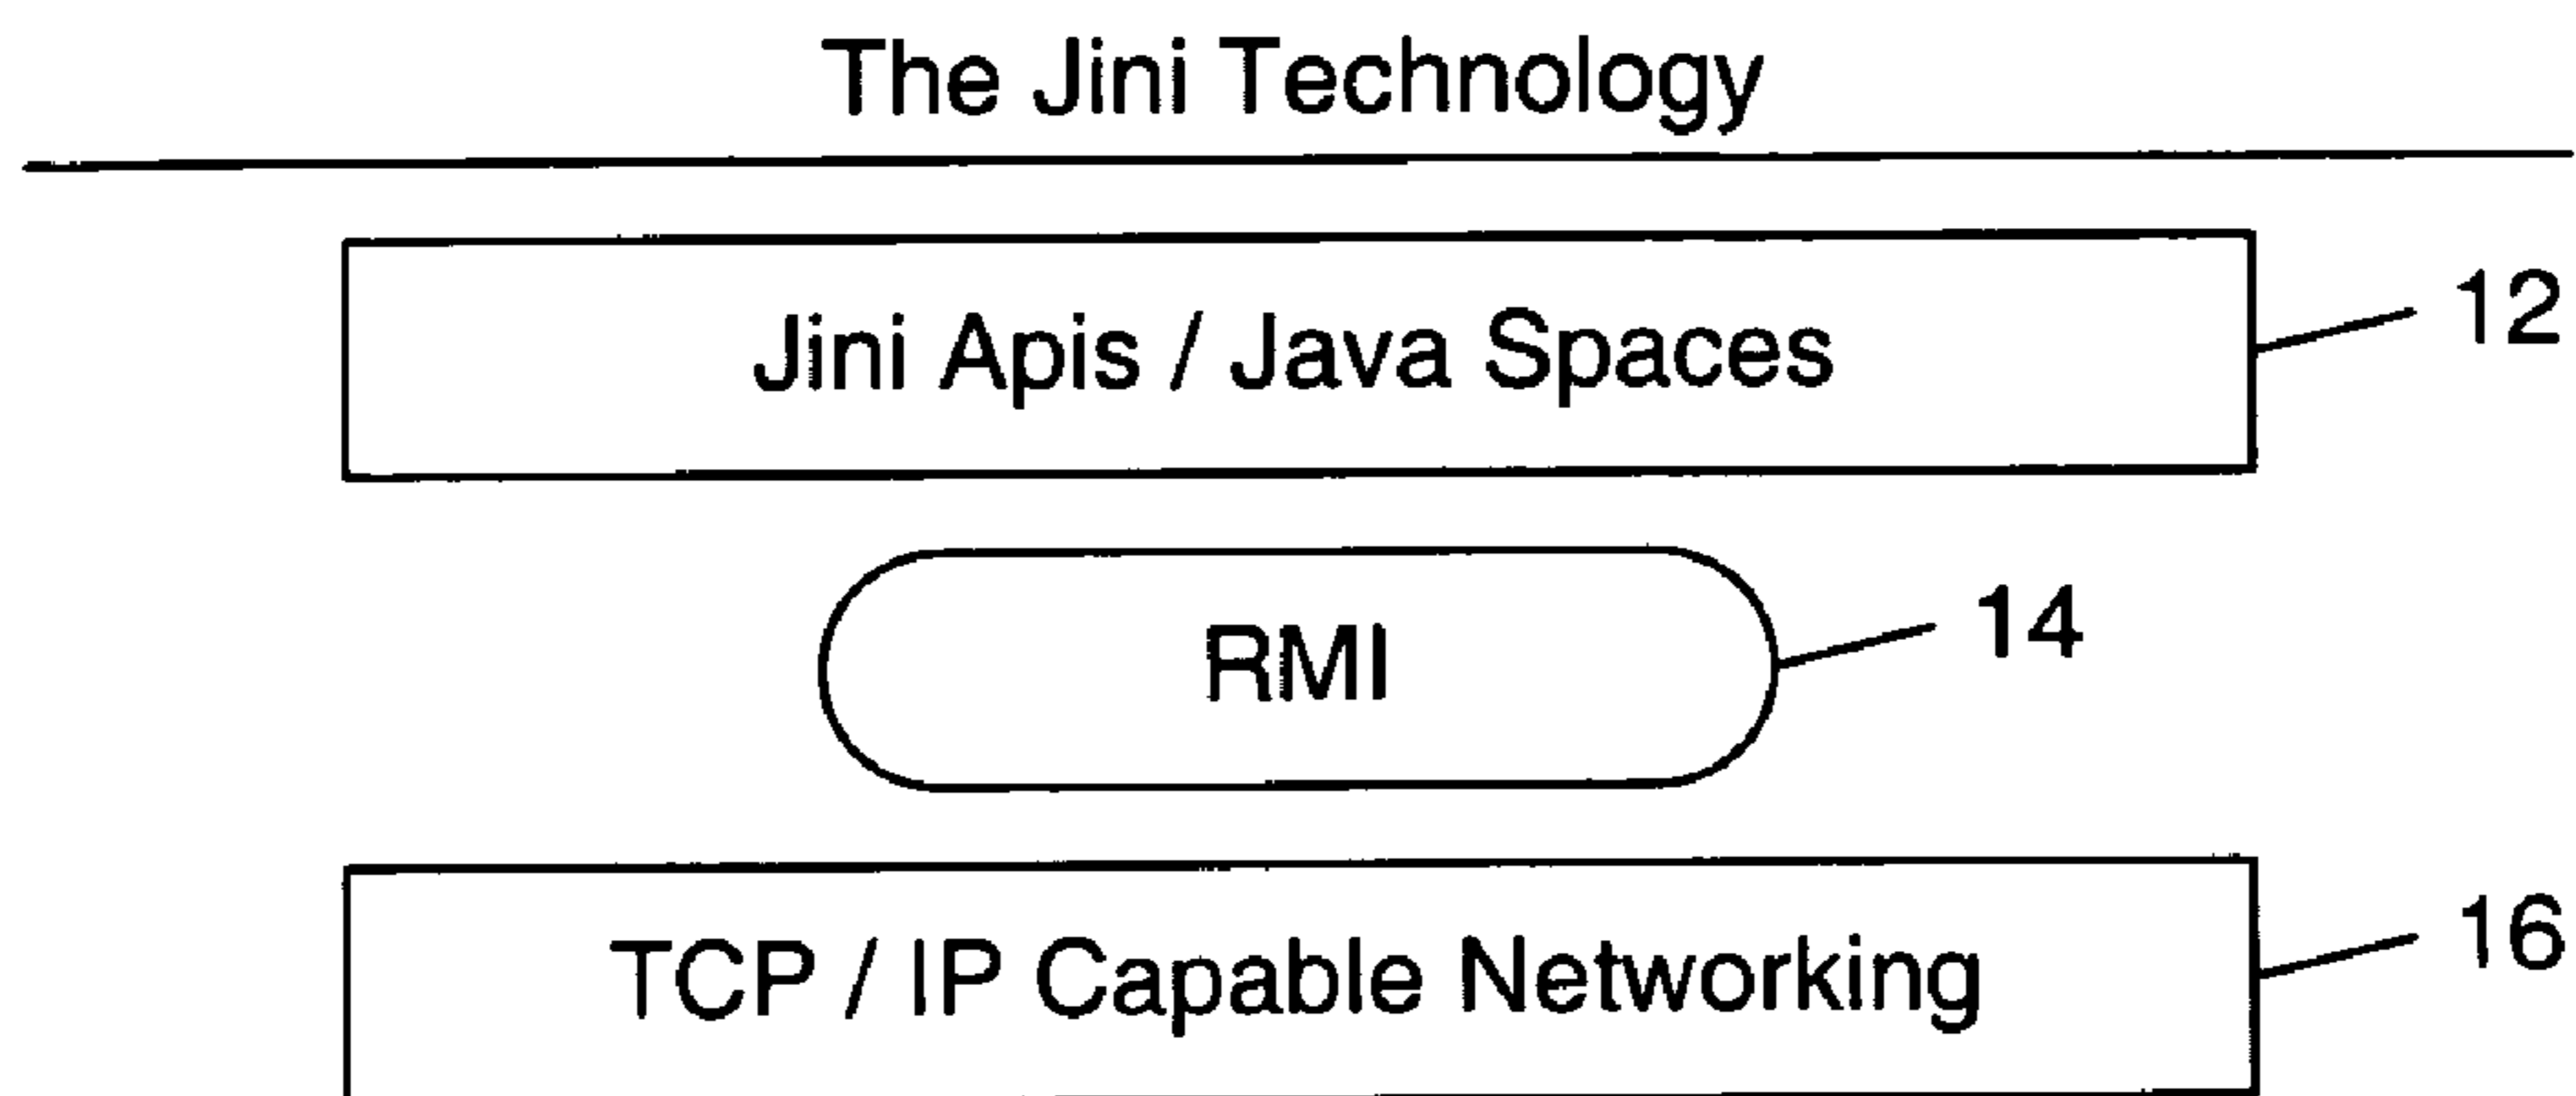 The Jini Technology
Jini Apis / Java Spaces
12
RMI
14
TCP / IP Capable Networking
16